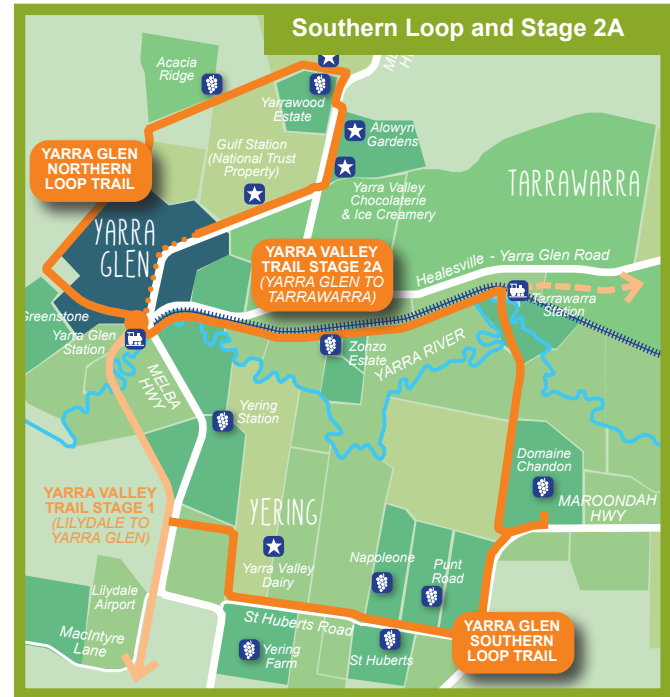 Southern Loop and Stage 2A
Acacia
Ridge
Yarrawood
Estate
Alowyn
Gardens
Gulf Station
(National Trust
Property)
YARRA GLEN
NORTHERN
LOOP TRAIL
Yarra Valley
Chocolaterie
& Ice Creamery
TARRAWARRA
YARRA
GLEN
YARRA VALLEY
TRAIL STAGE 2A
(YARRA GLEN TO
TARRAWARRA)
Healesville - Yarra Glen Road
Tarrawarra
Station
Greenstone
Yarra Glen
Station
Zonzo
Estate
YARRA RIVER
MELBA
HWY
Yering
Station
Domaine
Chandon
MAROONDAH
HWY
YARRA VALLEY
TRAIL STAGE 1
(LILYDALE TO
YARRA GLEN)
YERING
Yarra Valley
Dairy
Napoleone
Punt
Road
Lilydale
Airport
MacIntyre
Lane
St Huberts Road
Yering
Farm
St Huberts
YARRA GLEN
SOUTHERN
LOOP TRAIL